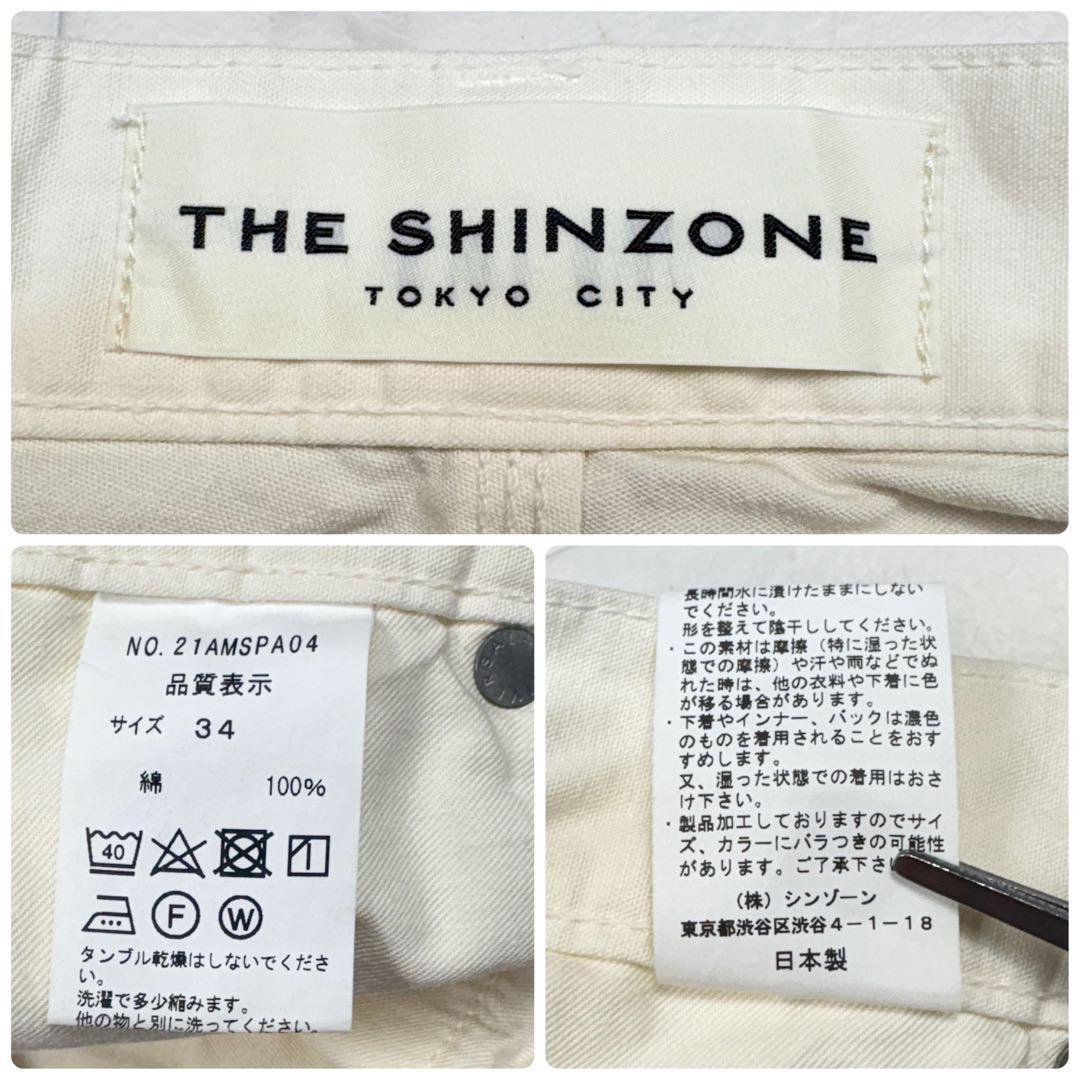 THE SHINZONE
TOKYO CITY
NO. 21AMSPA04
品質表示
サイズ 34
綿 100%
40
F W
タンブル乾燥はしないでくださ
い。
洗濯で多少縮みます。
他の物と別に洗ってください。
長時間水に漬けたままにしない
でください。
形を整えて陰干ししてください。
・この素材は摩擦（特に湿った状
態での摩擦）や汗や雨などでぬ
れた時は、他の衣料や下着に色
が移る場合があります。
・下着やインナー、バックは濃色
のものを着用されることをおす
すめします。
又、湿った状態での着用はおさ
け下さい。
・製品加工しておりますのでサイ
ズ、カラーにバラつきの可能性
があります。ご了承下さ
（株）シンゾーン
東京都渋谷区渋谷4-1-18
日本製